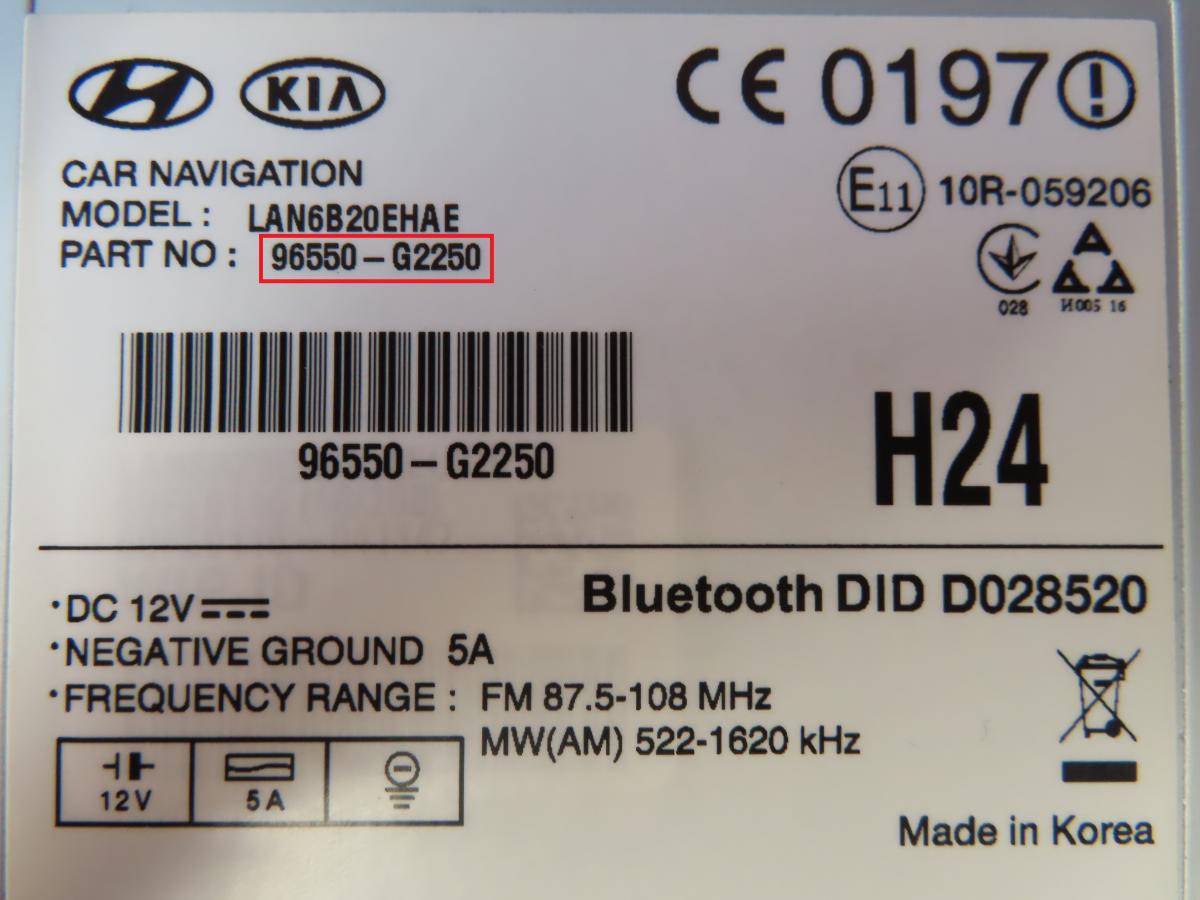 KIA
CE 0197
CAR NAVIGATION
MODEL : LAN6B20EHAE
PART NO : 96550-G2250
E11 10R-059206
028
H005 16
96550-G2250
H24
Bluetooth DID D028520
·DC 12V
·NEGATIVE GROUND 5A
·FREQUENCY RANGE : FM 87.5-108 MHz
MW(AM) 522-1620 kHz
12V
5A
Made in Korea